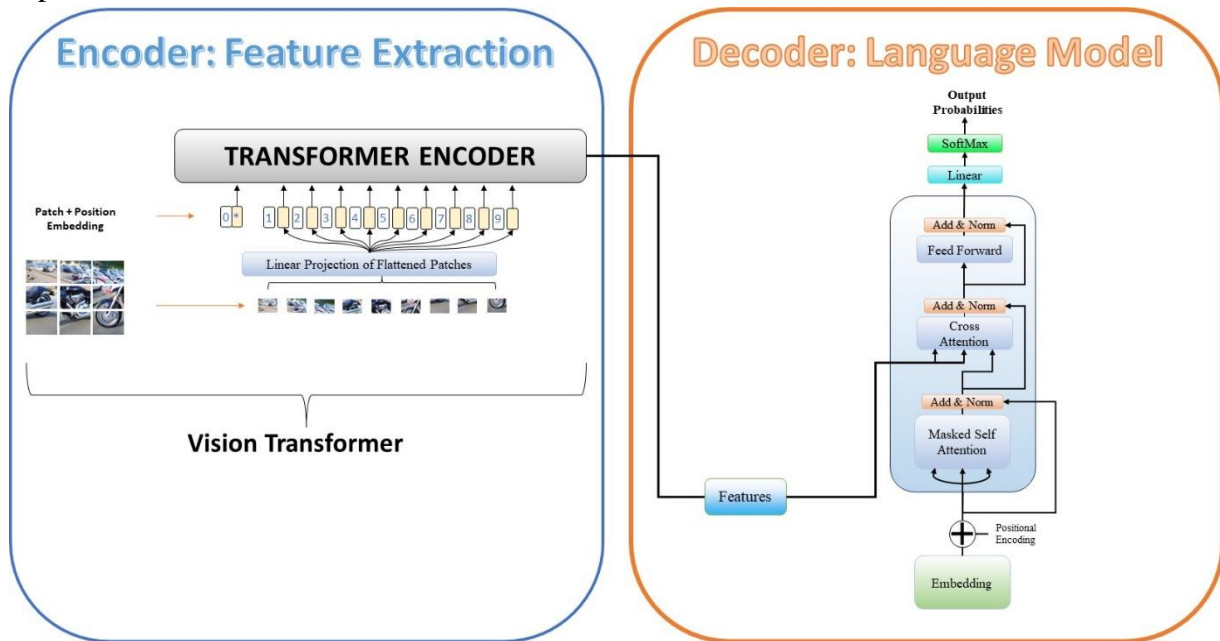 Encoder: Feature Extraction
TRANSFORMER ENCODER
Patch + Position
Embedding
0 * 1 2 3 4 5 6 7 8 9
Linear Projection of Flattened Patches
Vision Transformer
Features
Decoder: Language Model
Output
Probabilities
SoftMax
Linear
Add & Norm
Feed Forward
Add & Norm
Cross
Attention
Add & Norm
Masked Self
Attention
Positional
Encoding
Embedding